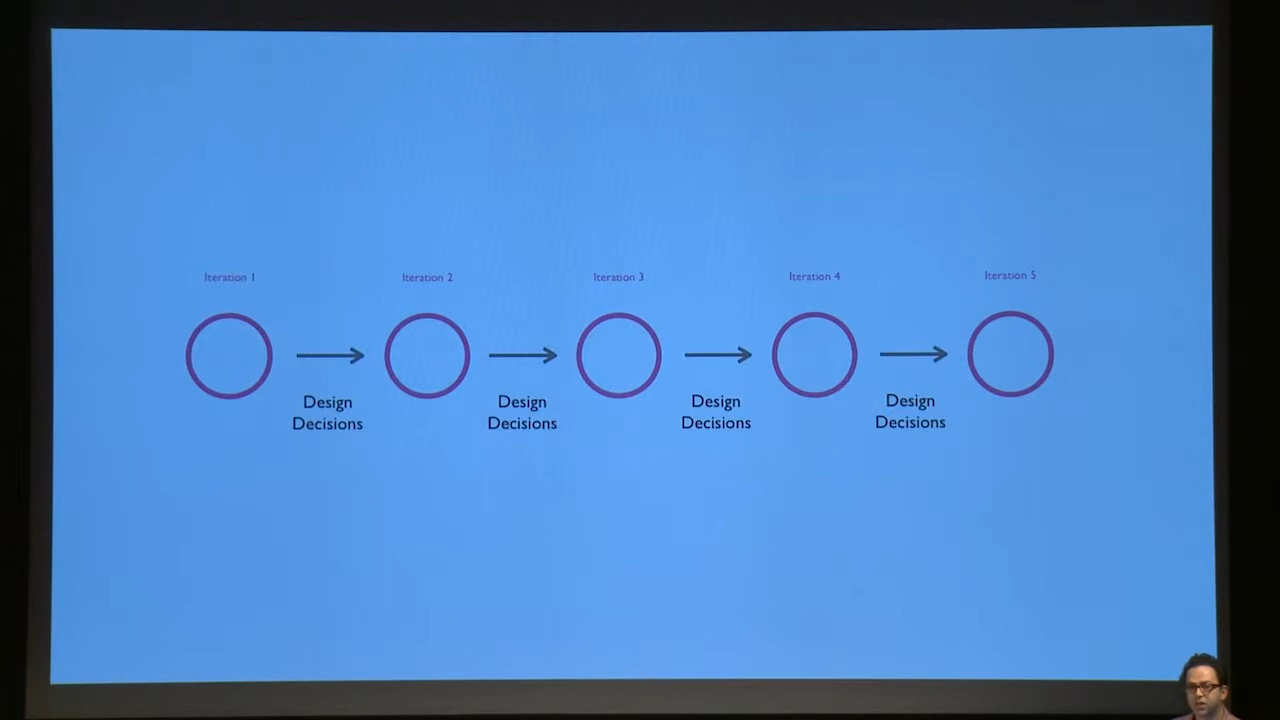 Iteration 1
Iteration 2
Iteration 3
Iteration 4
Iteration 5
Design
Decisions
Design
Decisions
Design
Decisions
Design
Decisions